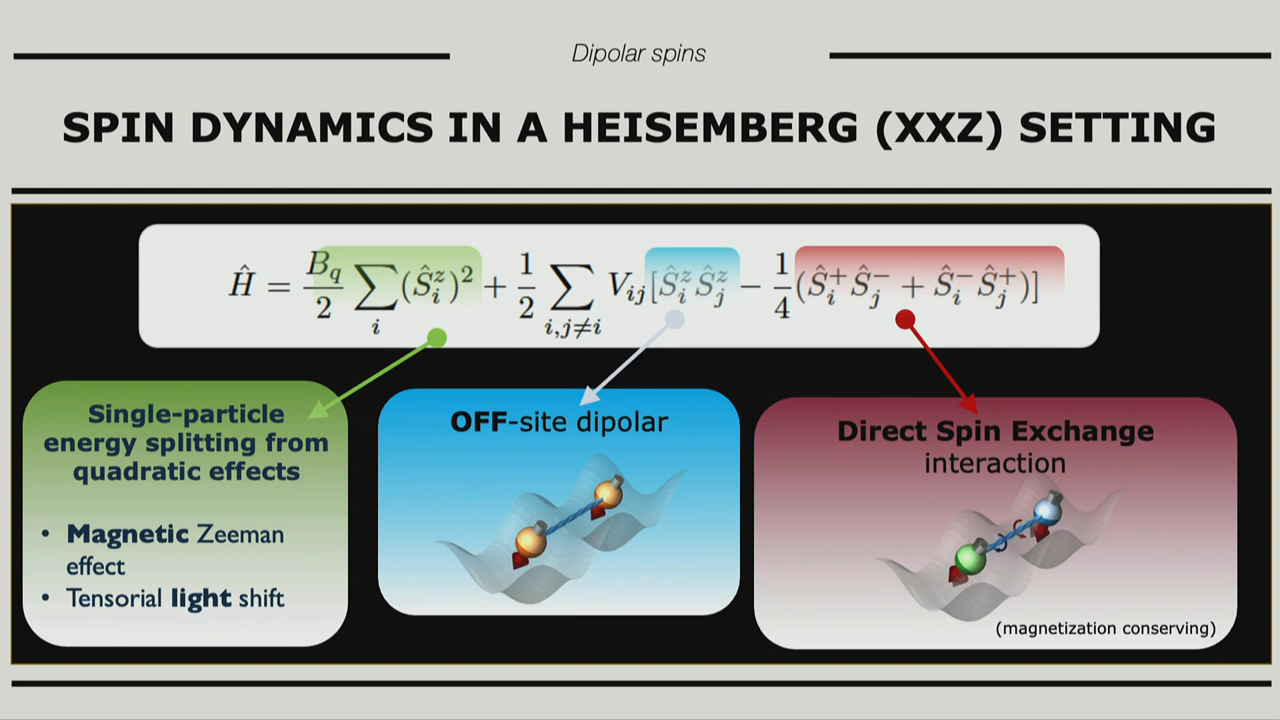 Dipolar spins
SPIN DYNAMICS IN A HEISEMBERG (XXZ) SETTING
Ĥ = B_q/2 ∑_i (Ŝ_i^z)² + 1/2 ∑_{i,j≠i} V_{ij}[Ŝ_i^z Ŝ_j^z − 1/4(Ŝ_i^+ Ŝ_j^− + Ŝ_i^− Ŝ_j^+)]
Single-particle
energy splitting from
quadratic effects
• Magnetic Zeeman
effect
• Tensorial light shift
OFF-site dipolar
Direct Spin Exchange
interaction
(magnetization conserving)